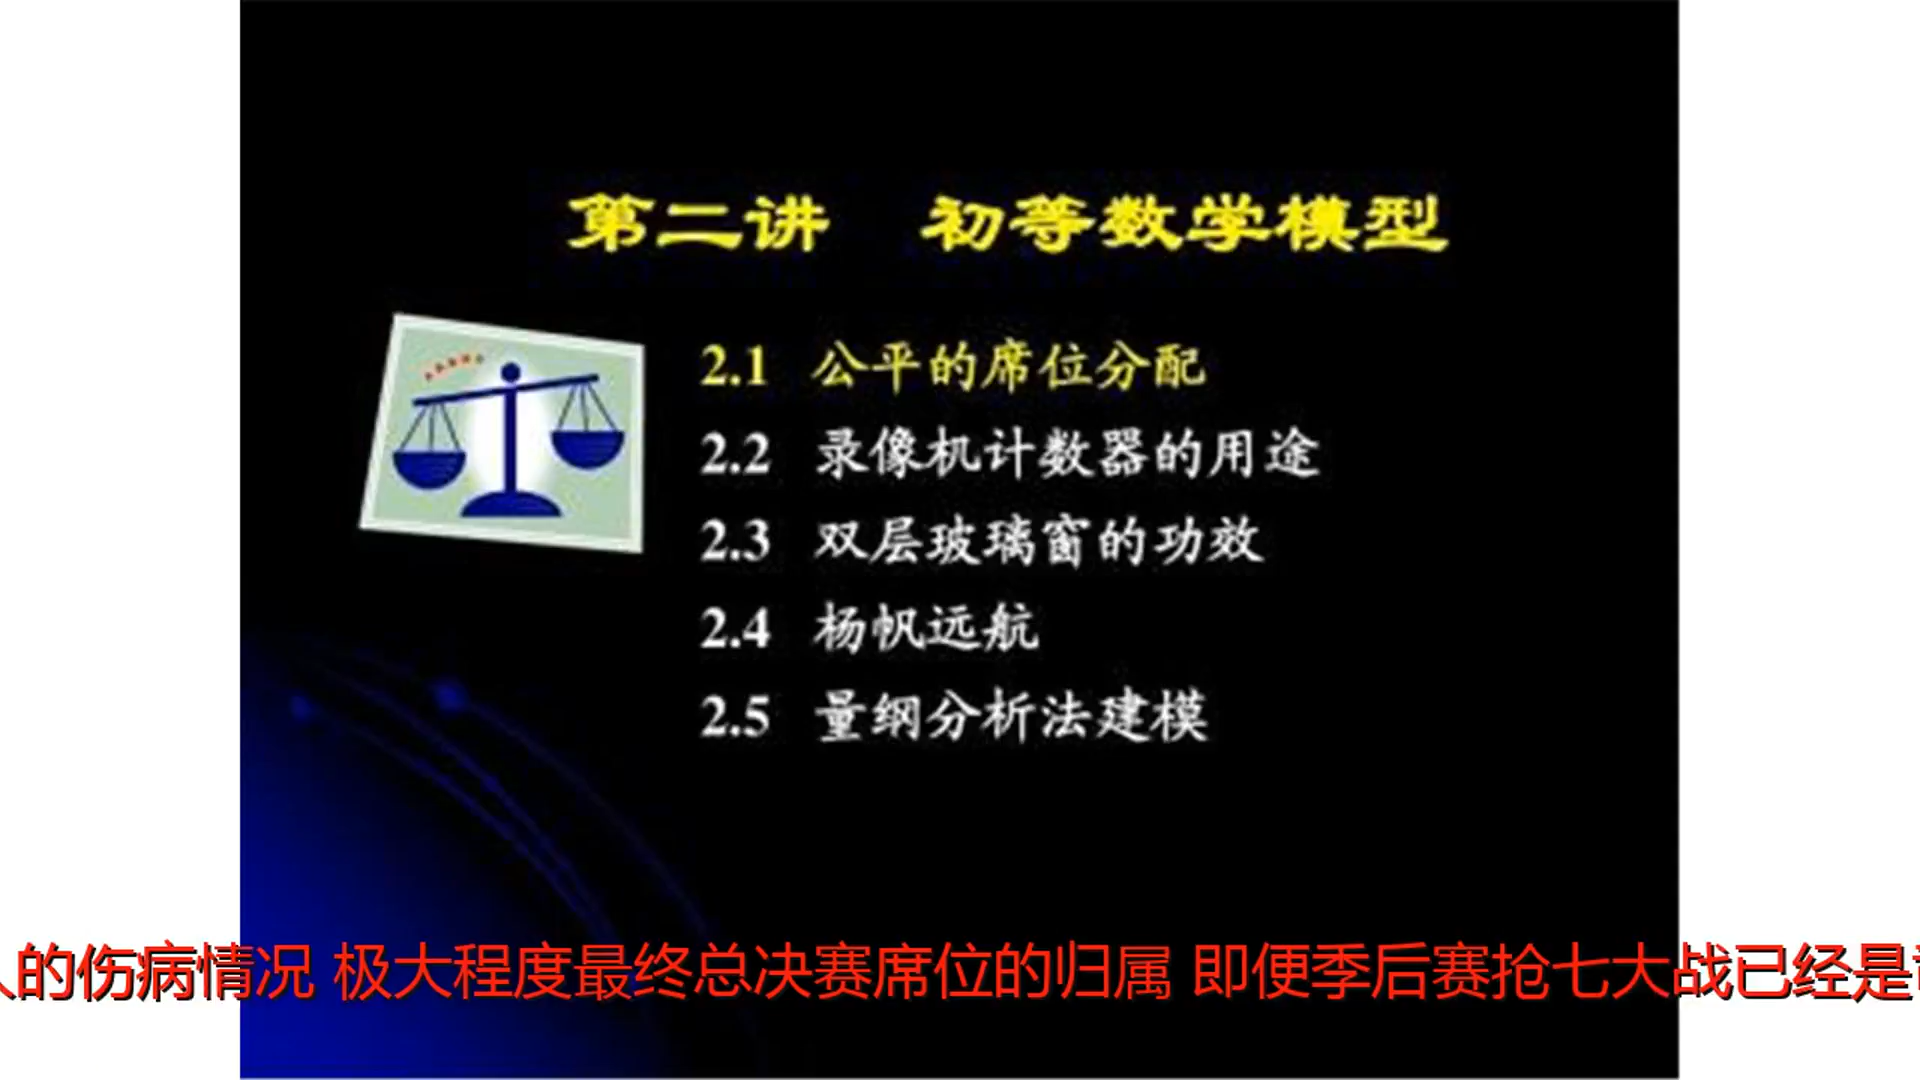 第二讲 初等数学模型
2.1 公平的席位分配
2.2 录像机计数器的用途
2.3 双层玻璃窗的功效
2.4 杨帆远航
2.5 量纲分析法建模
的伤病情况 极大程度最终总决赛席位的归属 即便季后赛抢七大战已经是